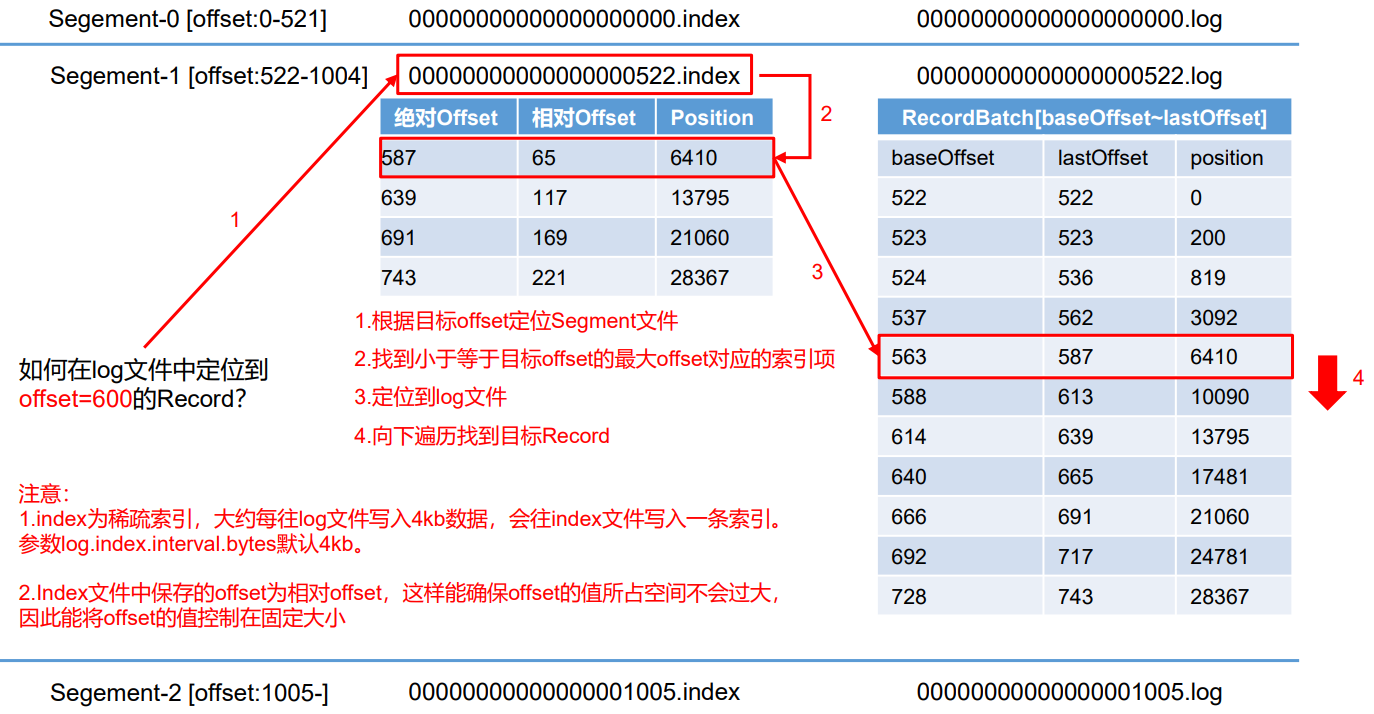 Segement-0 [offset:0-521] 00000000000000000000.index 00000000000000000000.log
Segement-1 [offset:522-1004] 00000000000000000522.index 00000000000000000522.log
绝对Offset 相对Offset Position
587 65 6410
639 117 13795
691 169 21060
743 221 28367
1
2
3
RecordBatch[baseOffset~lastOffset]
baseOffset lastOffset position
522 522 0
523 523 200
524 536 819
537 562 3092
563 587 6410
588 613 10090
614 639 13795
640 665 17481
666 691 21060
692 717 24781
728 743 28367
4
如何在log文件中定位到
offset=600的Record?
1.根据目标offset定位Segment文件
2.找到小于等于目标offset的最大offset对应的索引项
3.定位到log文件
4.向下遍历找到目标Record
注意：
1.index为稀疏索引，大约每往log文件写入4kb数据，会往index文件写入一条索引。
参数log.index.interval.bytes默认4kb。
2.Index文件中保存的offset为相对offset，这样能确保offset的值所占空间不会过大，
因此能将offset的值控制在固定大小
Segement-2 [offset:1005-] 00000000000000001005.index 00000000000000001005.log